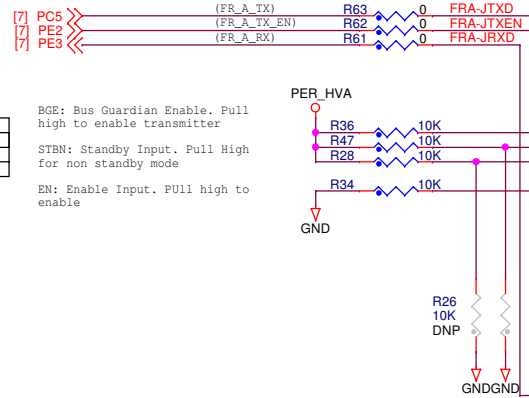 [7] PC5 (FR_A_TX) R63 0 FRA-JTXD
[7] PE2 (FR_A_TX_EN) R62 0 FRA-JTXEN
[7] PE3 (FR_A_RX) R61 0 FRA-JRXD
PER_HVA
BGE: Bus Guardian Enable. Pull
high to enable transmitter
STBN: Standby Input. Pull High
for non standby mode
EN: Enable Input. PUll high to
enable
R36 10K
R47 10K
R28 10K
R34 10K
GND
R26
10K
DNP
GND GND